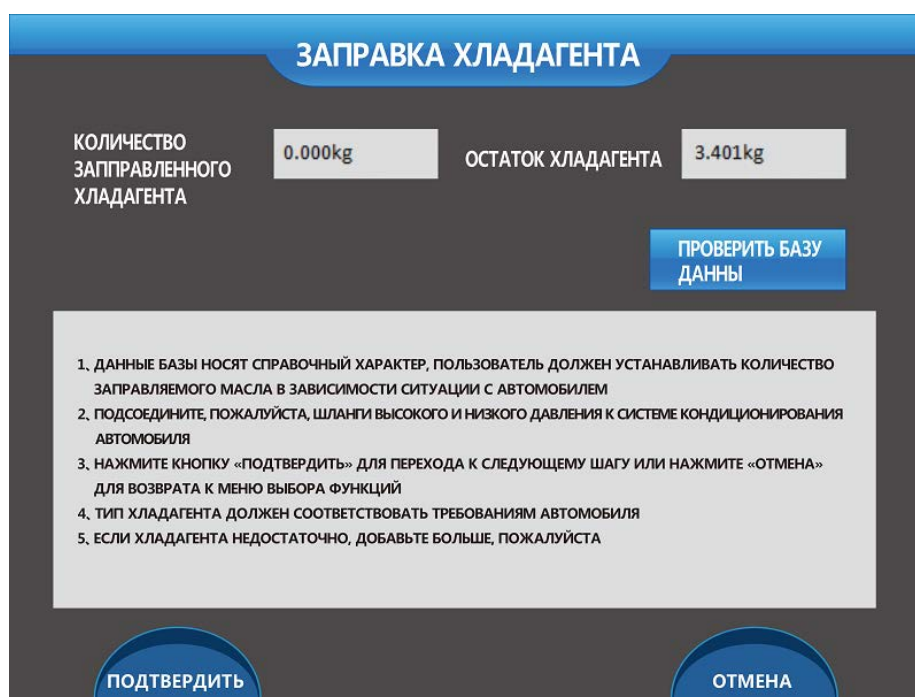 ЗАПРАВКА ХЛАДАГЕНТА
КОЛИЧЕСТВО
ЗАППРАВЛЕННОГО
ХЛАДАГЕНТА
0.000kg
ОСТАТОК ХЛАДАГЕНТА
3.401kg
ПРОВЕРИТЬ БАЗУ
ДАННЫ
1、ДАННЫЕ БАЗЫ НОСЯТ СПРАВОЧНЫЙ ХАРАКТЕР, ПОЛЬЗОВАТЕЛЬ ДОЛЖЕН УСТАНАВЛИВАТЬ КОЛИЧЕСТВО
ЗАПРАВЛЯЕМОГО МАСЛА В ЗАВИСИМОСТИ СИТУАЦИИ С АВТОМОБИЛЕМ
2、ПОДСОЕДИНИТЕ, ПОЖАЛУЙСТА, ШЛАНГИ ВЫСОКОГО И НИЗКОГО ДАВЛЕНИЯ К СИСТЕМЕ КОНДИЦИОНИРОВАНИЯ
АВТОМОБИЛЯ
3、НАЖМИТЕ КНОПКУ «ПОДТВЕРДИТЬ» ДЛЯ ПЕРЕХОДА К СЛЕДУЮЩЕМУ ШАГУ ИЛИ НАЖМИТЕ «ОТМЕНА»
ДЛЯ ВОЗВРАТА К МЕНЮ ВЫБОРА ФУНКЦИЙ
4、ТИП ХЛАДАГЕНТА ДОЛЖЕН СООТВЕТСТВОВАТЬ ТРЕБОВАНИЯМ АВТОМОБИЛЯ
5、ЕСЛИ ХЛАДАГЕНТА НЕДОСТАТОЧНО, ДОБАВЬТЕ БОЛЬШЕ, ПОЖАЛУЙСТА
ПОДТВЕРДИТЬ
ОТМЕНА